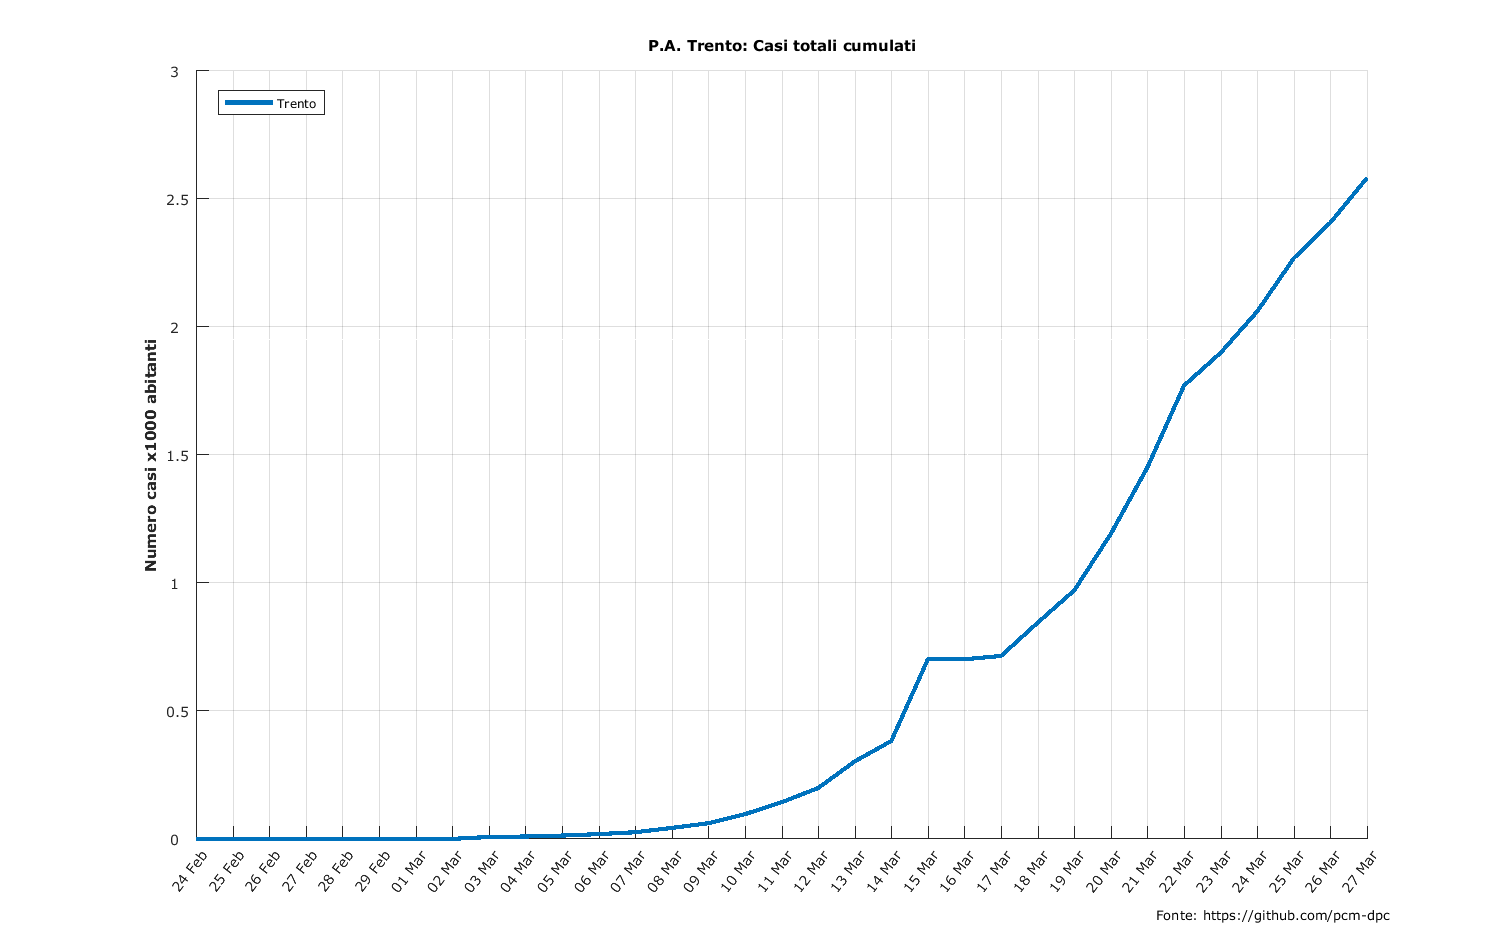 P.A. Trento: Casi totali cumulati
Trento
Numero casi x1000 abitanti
3
2.5
2
1.5
1
0.5
0
24 Feb
25 Feb
26 Feb
27 Feb
28 Feb
29 Feb
01 Mar
02 Mar
03 Mar
04 Mar
05 Mar
06 Mar
07 Mar
08 Mar
09 Mar
10 Mar
11 Mar
12 Mar
13 Mar
14 Mar
15 Mar
16 Mar
17 Mar
18 Mar
19 Mar
20 Mar
21 Mar
22 Mar
23 Mar
24 Mar
25 Mar
26 Mar
27 Mar
Fonte: https://github.com/pcm-dpc